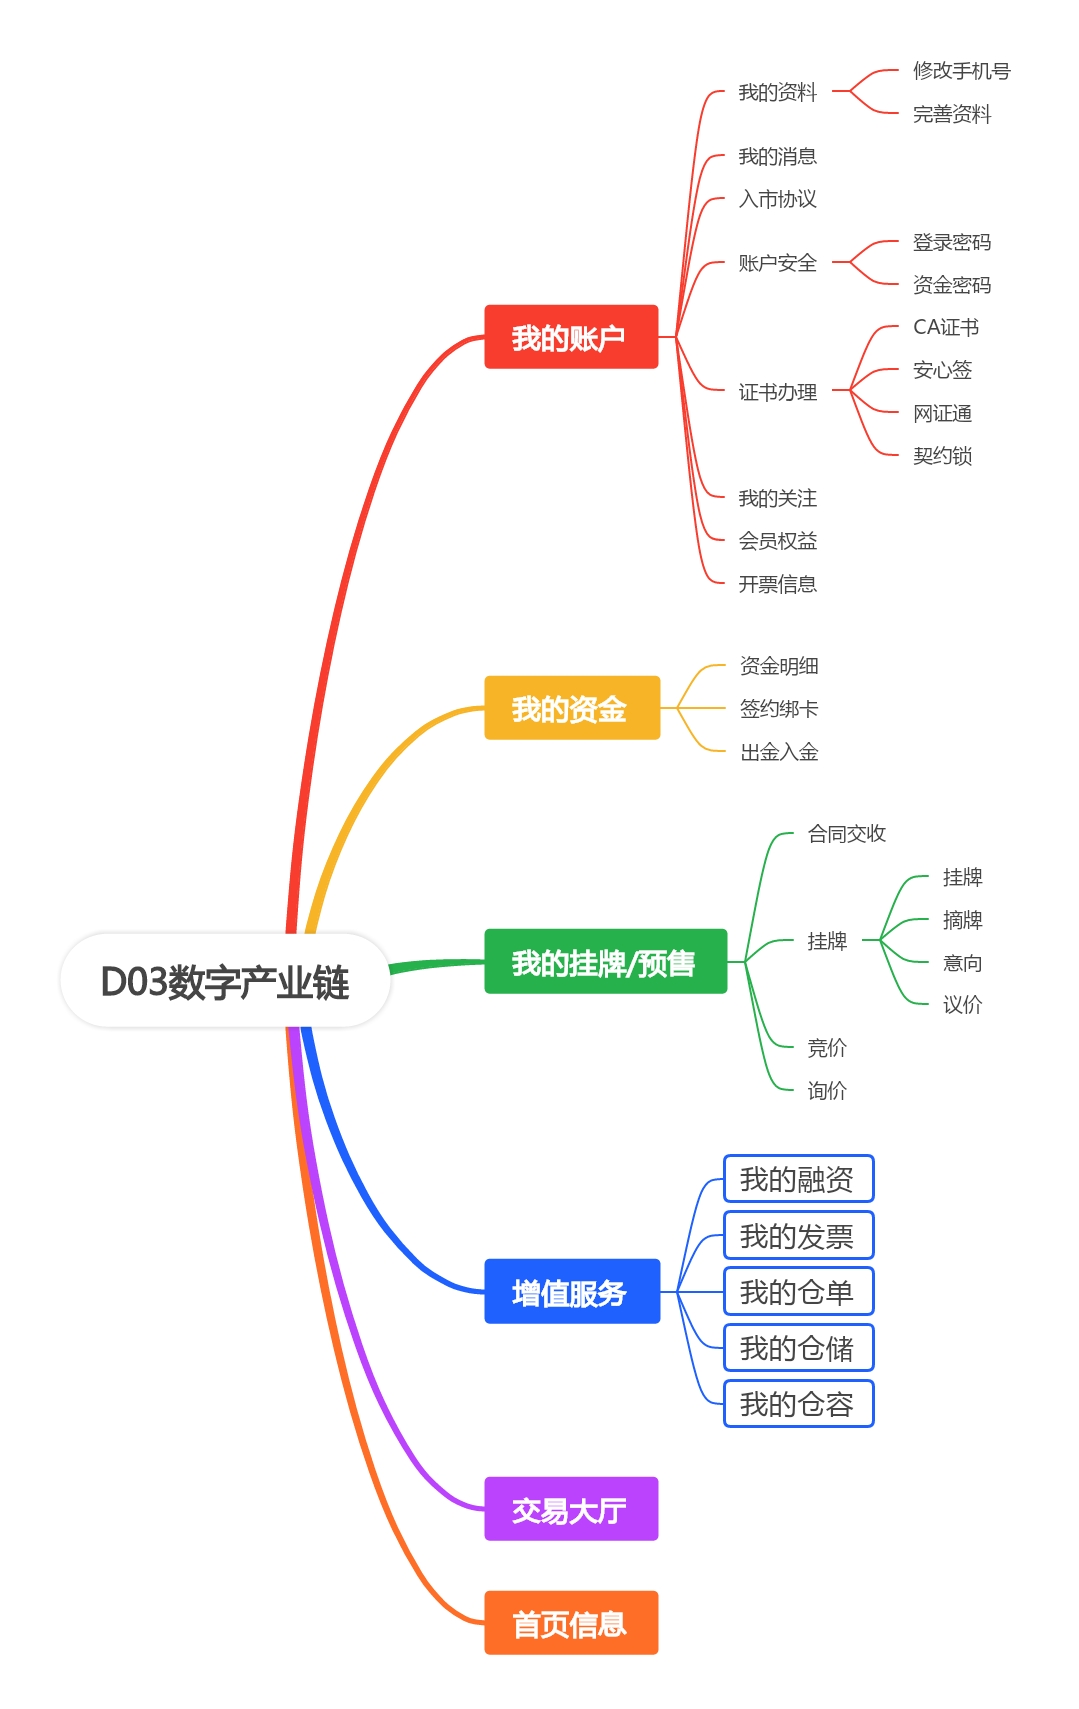 D03数字产业链
我的账户
我的资料
修改手机号
完善资料
我的消息
入市协议
账户安全
登录密码
资金密码
证书办理
CA证书
安心签
网证通
契约锁
我的关注
会员权益
开票信息
我的资金
资金明细
签约绑卡
出金入金
我的挂牌/预售
合同交收
挂牌
挂牌
摘牌
意向
议价
竞价
询价
增值服务
我的融资
我的发票
我的仓单
我的仓储
我的仓容
交易大厅
首页信息